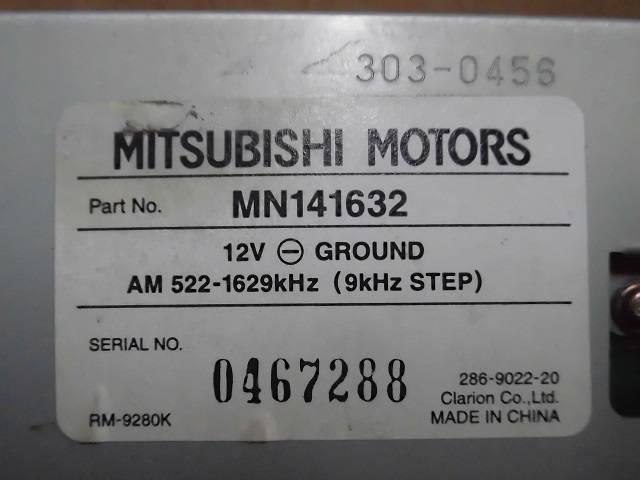 303-0456
MITSUBISHI MOTORS
Part No. MN141632
12V ⊖ GROUND
AM 522-1629kHz (9kHz STEP)
SERIAL NO.
0467288
286-9022-20
Clarion Co.,Ltd.
RM-9280K
MADE IN CHINA